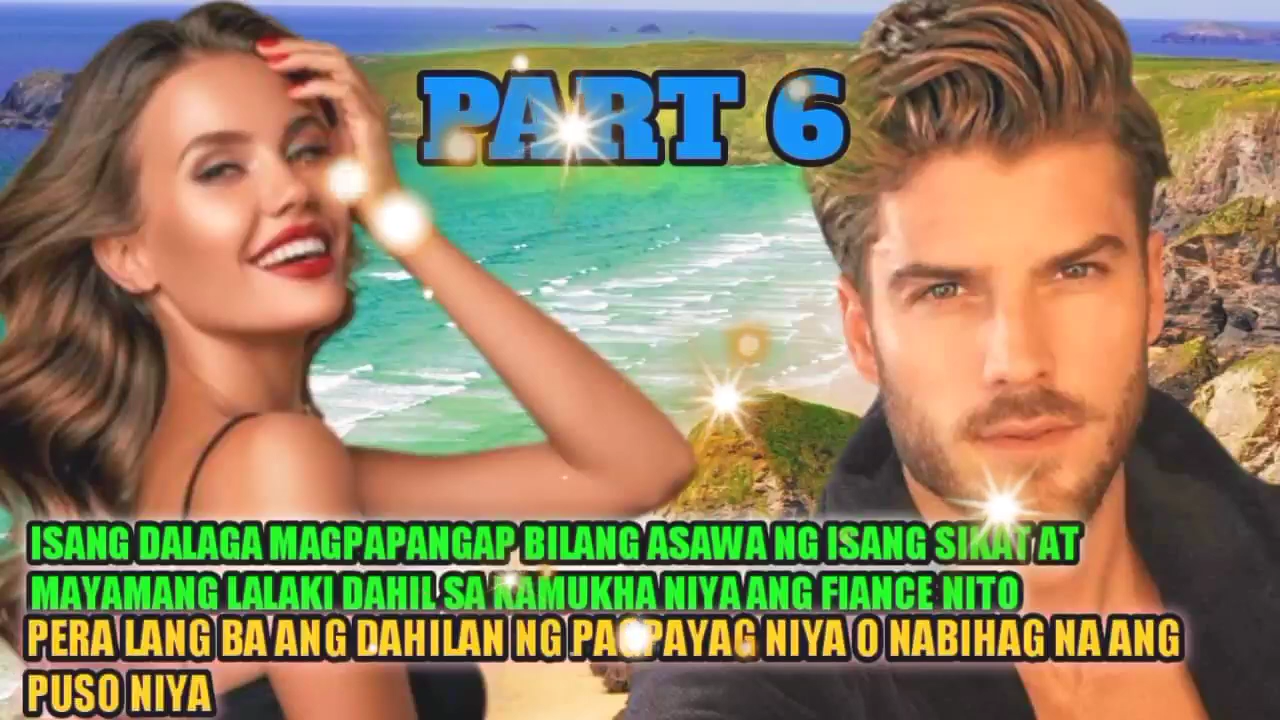 PART 6
ISANG DALAGA MAGPAPANGAP BILANG ASAWA NG ISANG SIKAT AT
MAYAMANG LALAKI DAHIL SA KAMUKHA NIYA ANG FIANCE NITO
PERA LANG BA ANG DAHILAN NG PAGPAYAG NIYA O NABIHAG NA ANG
PUSO NIYA